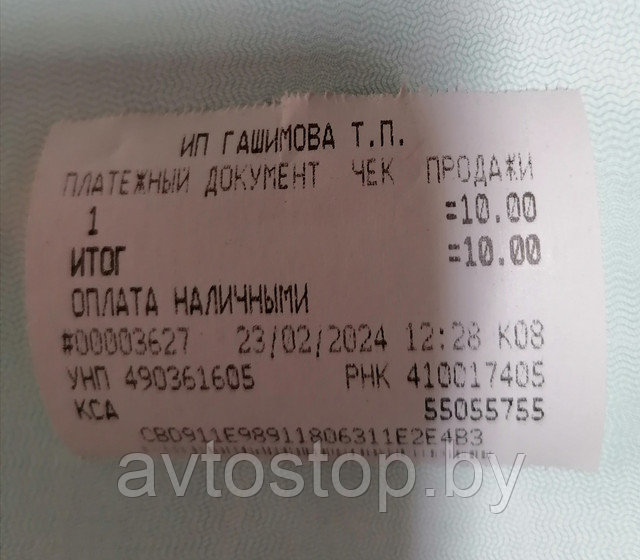 ИП ГАШИМОВА Т.П.
ПЛАТЕЖНЫЙ ДОКУМЕНТ ЧЕК ПРОДАЖИ
1 =10.00
ИТОГ =10.00
ОПЛАТА НАЛИЧНЫМИ
#00003627 23/02/2024 12:28 К08
УНП 490361605 РНК 410017405
КСА 55055755
CBD911E98911806311E2E4B3
avtostop.by